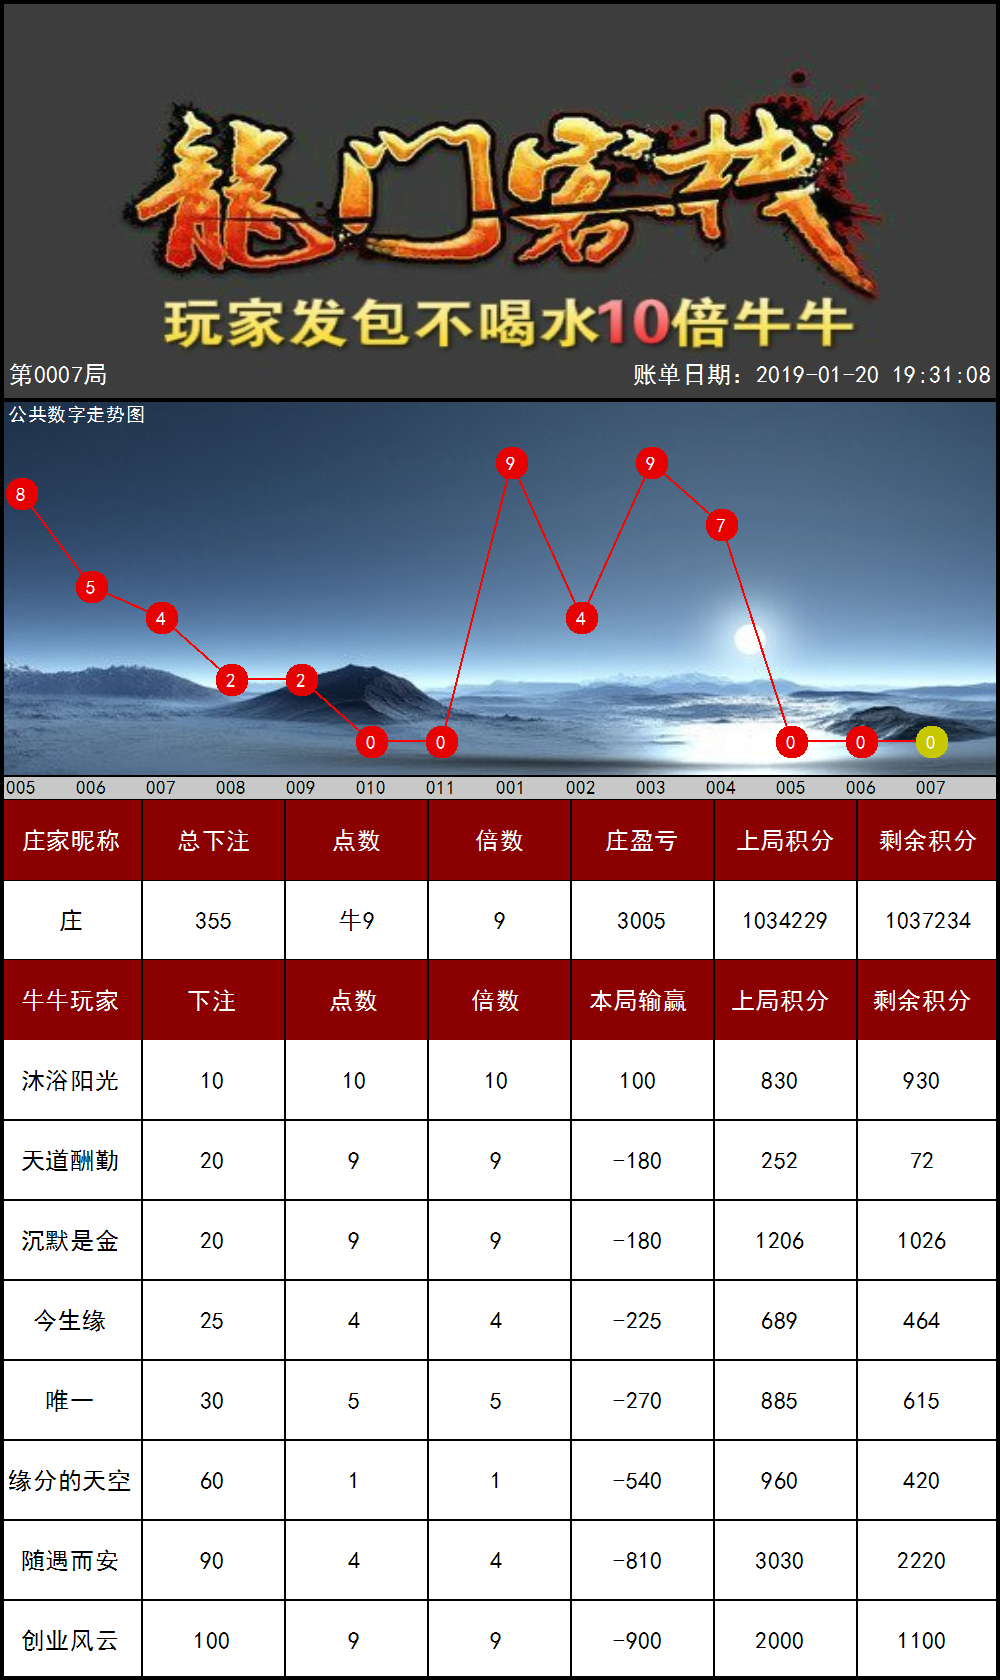 龍门客栈
玩家发包不喝水10倍牛牛
第0007局 账单日期：2019-01-20 19:31:08
公共数字走势图
8 5 4 2 2 0 0 9 4 9 7 0 0 0
005 006 007 008 009 010 011 001 002 003 004 005 006 007
庄家昵称 总下注 点数 倍数 庄盈亏 上局积分 剩余积分
庄 355 牛9 9 3005 1034229 1037234
牛牛玩家 下注 点数 倍数 本局输赢 上局积分 剩余积分
沐浴阳光 10 10 10 100 830 930
天道酬勤 20 9 9 -180 252 72
沉默是金 20 9 9 -180 1206 1026
今生缘 25 4 4 -225 689 464
唯一 30 5 5 -270 885 615
缘分的天空 60 1 1 -540 960 420
随遇而安 90 4 4 -810 3030 2220
创业风云 100 9 9 -900 2000 1100